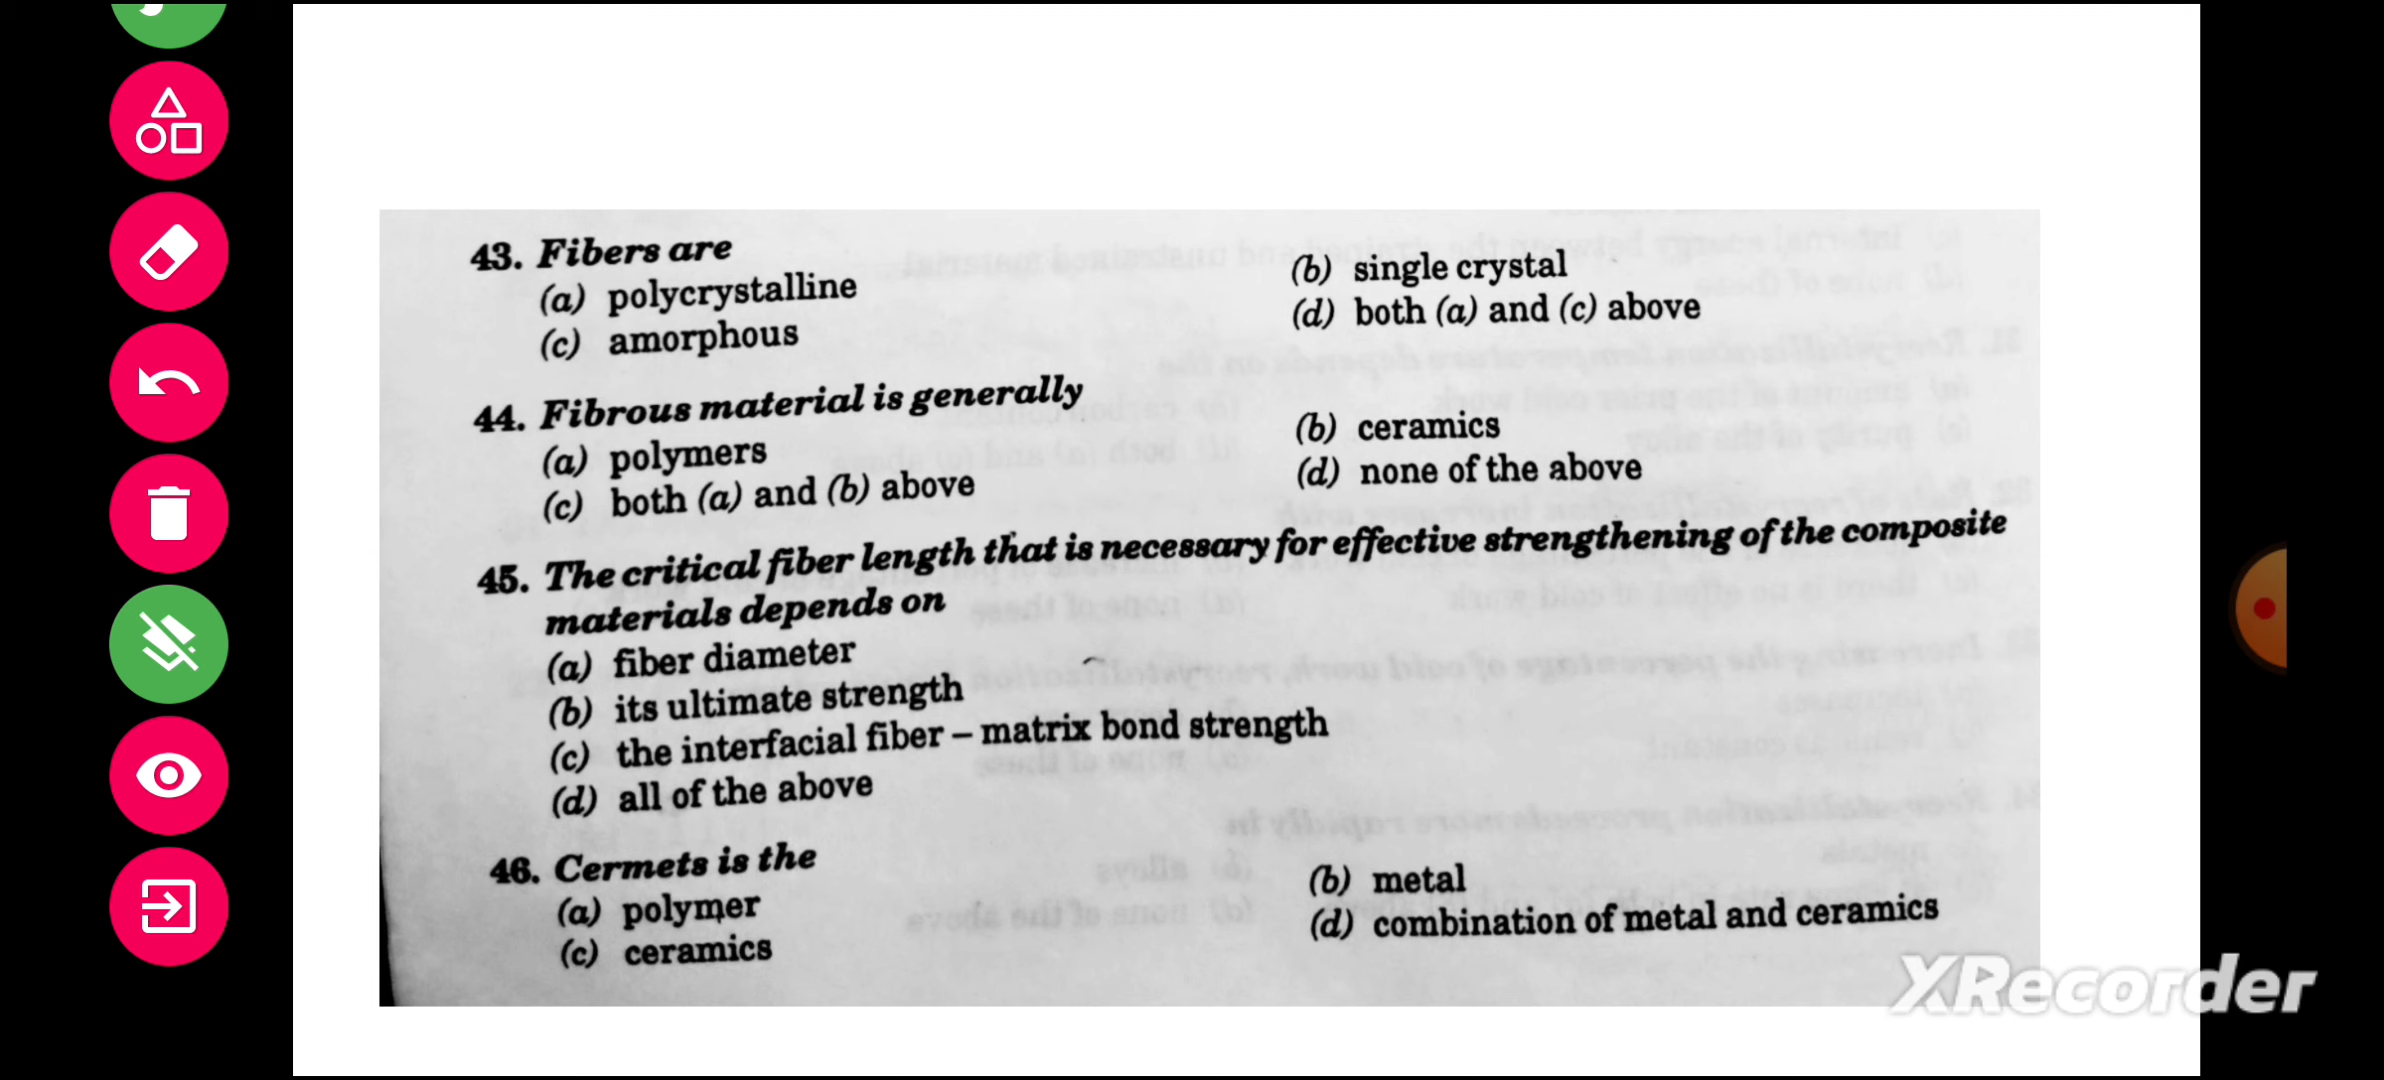 43. Fibers are
(a) polycrystalline
(b) single crystal
(c) amorphous
(d) both (a) and (c) above
44. Fibrous material is generally
(a) polymers
(b) ceramics
(c) both (a) and (b) above
(d) none of the above
45. The critical fiber length that is necessary for effective strengthening of the composite
materials depends on
(a) fiber diameter
(b) its ultimate strength
(c) the interfacial fiber – matrix bond strength
(d) all of the above
46. Cermets is the
(a) polymer
(b) metal
(c) ceramics
(d) combination of metal and ceramics
XRecorder